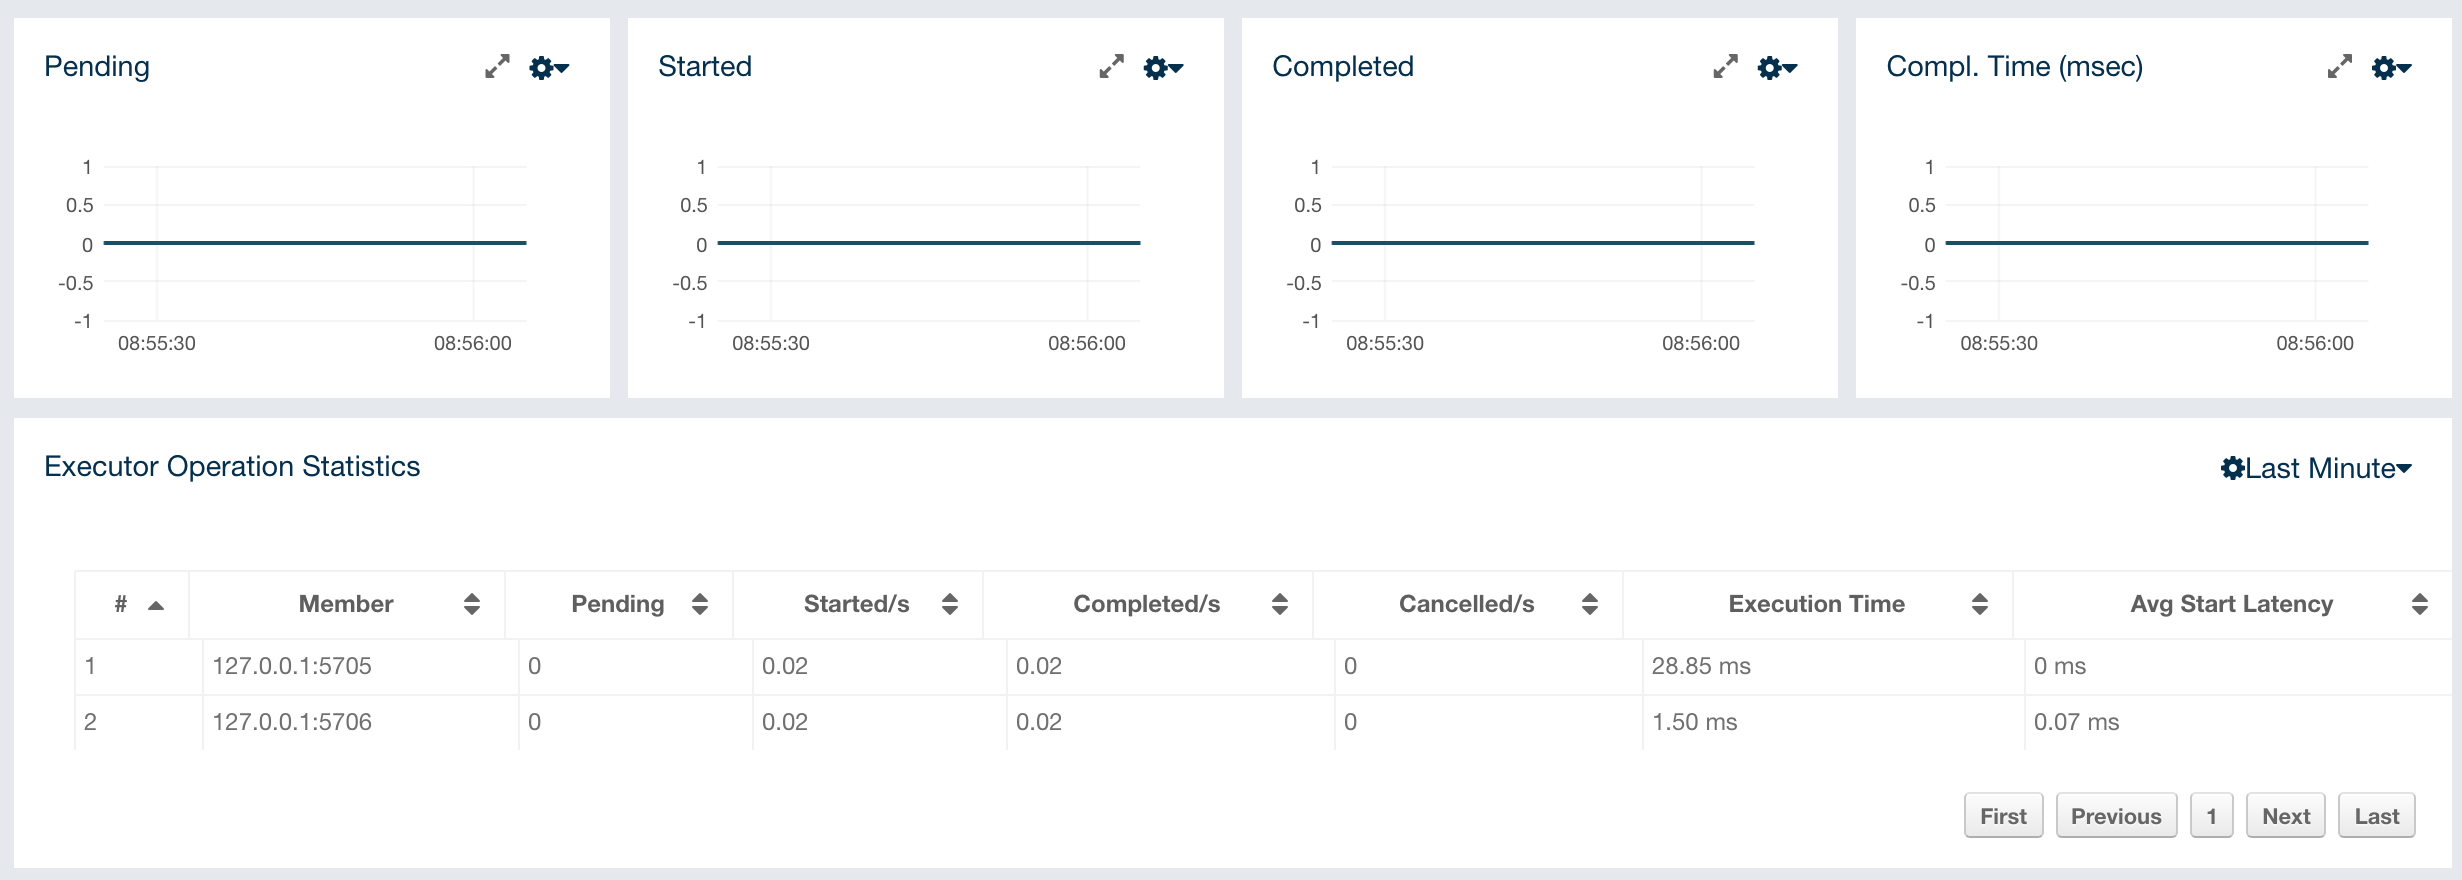 Pending
1
0.5
0
-0.5
-1
08:55:30 08:56:00
Started
1
0.5
0
-0.5
-1
08:55:30 08:56:00
Completed
1
0.5
0
-0.5
-1
08:55:30 08:56:00
Compl. Time (msec)
1
0.5
0
-0.5
-1
08:55:30 08:56:00
Executor Operation Statistics
Last Minute
# Member Pending Started/s Completed/s Cancelled/s Execution Time Avg Start Latency
1 127.0.0.1:5705 0 0.02 0.02 0 28.85 ms 0 ms
2 127.0.0.1:5706 0 0.02 0.02 0 1.50 ms 0.07 ms
First Previous 1 Next Last